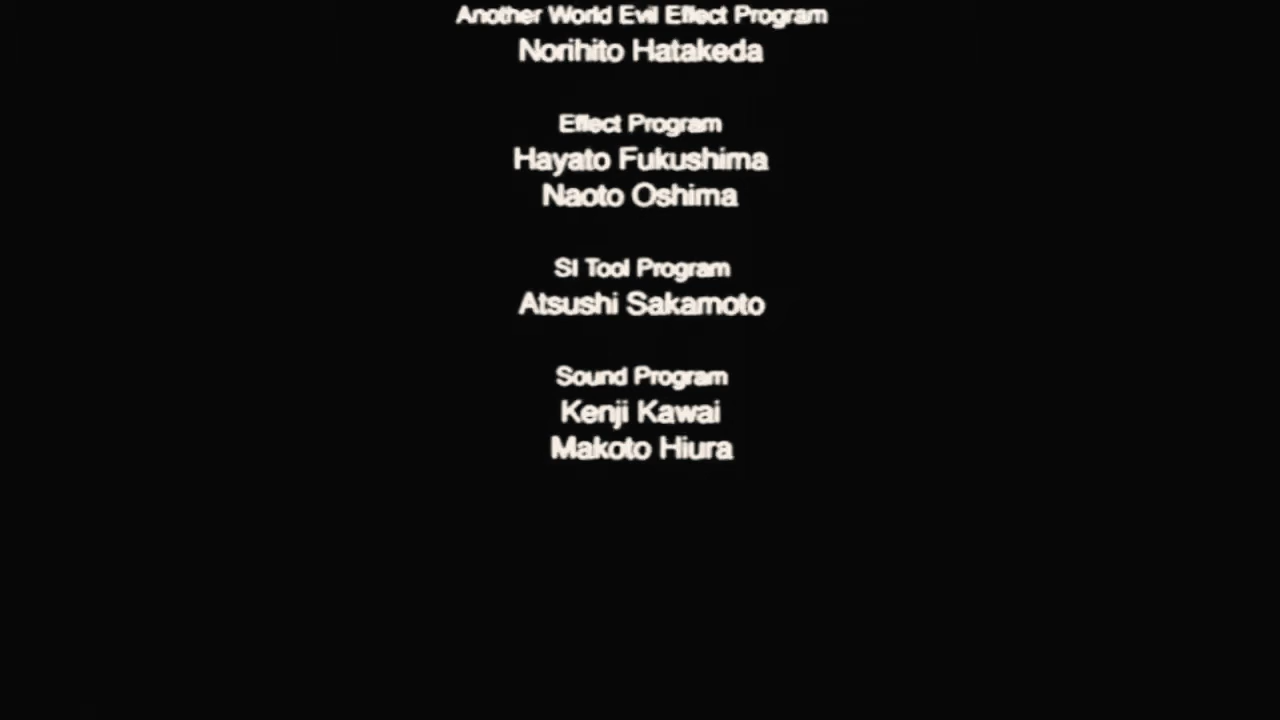 Another World Evil Effect Program
Norihito Hatakeda
Effect Program
Hayato Fukushima
Naoto Oshima
SI Tool Program
Atsushi Sakamoto
Sound Program
Kenji Kawai
Makoto Hiura